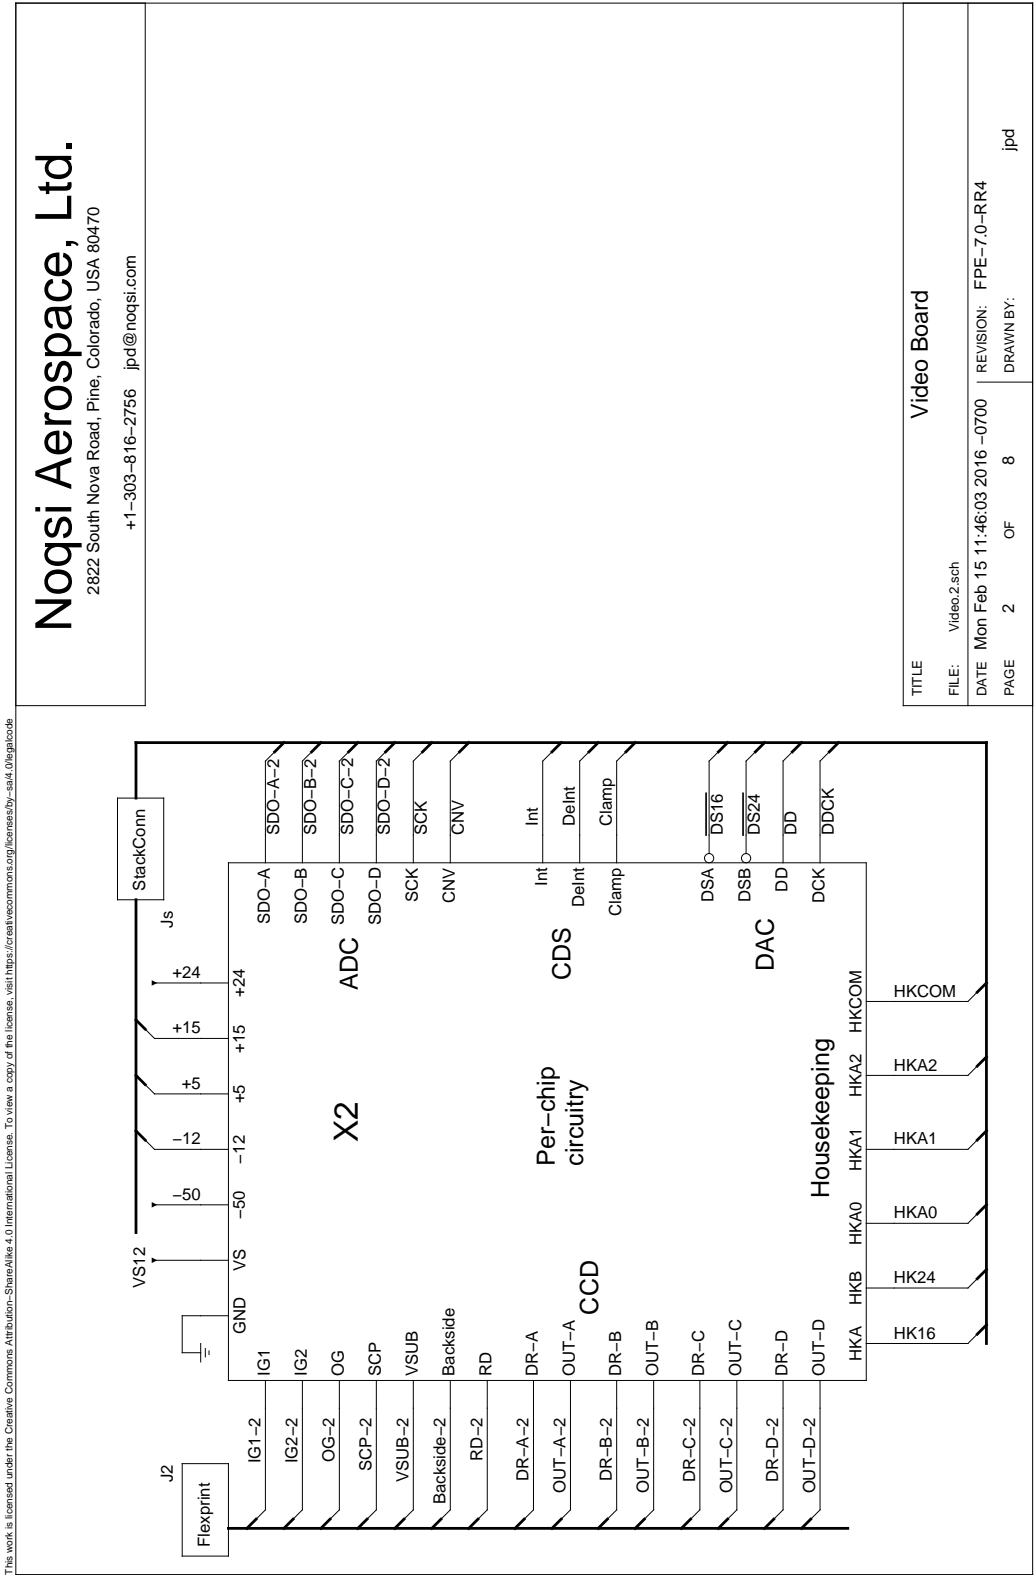 This work is licensed under the Creative Commons Attribution−ShareAlike 4.0 International License. To view a copy of the license, visit https://creativecommons.org/licenses/by−sa/4.0/legalcode
Noqsi Aerospace, Ltd.
2822 South Nova Road, Pine, Colorado, USA 80470
+1−303−816−2756 jpd@noqsi.com
J2
Flexprint
Js
StackConn
VS12
−50
−12
+5
+15
+24
GND
VS
−50
−12
+5
+15
+24
IG1−2
IG2−2
OG−2
SCP−2
VSUB−2
Backside−2
RD−2
DR−A−2
OUT−A−2
DR−B−2
OUT−B−2
DR−C−2
OUT−C−2
DR−D−2
OUT−D−2
IG1
IG2
OG
SCP
VSUB
Backside
RD
DR−A
OUT−A
DR−B
OUT−B
DR−C
OUT−C
DR−D
OUT−D
CCD
X2
Per−chip
circuitry
ADC
CDS
DAC
Housekeeping
SDO−A
SDO−B
SDO−C
SDO−D
SCK
CNV
Int
DeInt
Clamp
DSA
DSB
DD
DCK
SDO−A−2
SDO−B−2
SDO−C−2
SDO−D−2
SCK
CNV
Int
DeInt
Clamp
DS16
DS24
DD
DDCK
HKA
HKB
HKA0
HKA1
HKA2
HKCOM
HK16
HK24
HKA0
HKA1
HKA2
HKCOM
TITLE
Video Board
FILE: Video.2.sch
DATE Mon Feb 15 11:46:03 2016 −0700 REVISION: FPE−7.0−RR4
PAGE 2 OF 8 DRAWN BY: jpd